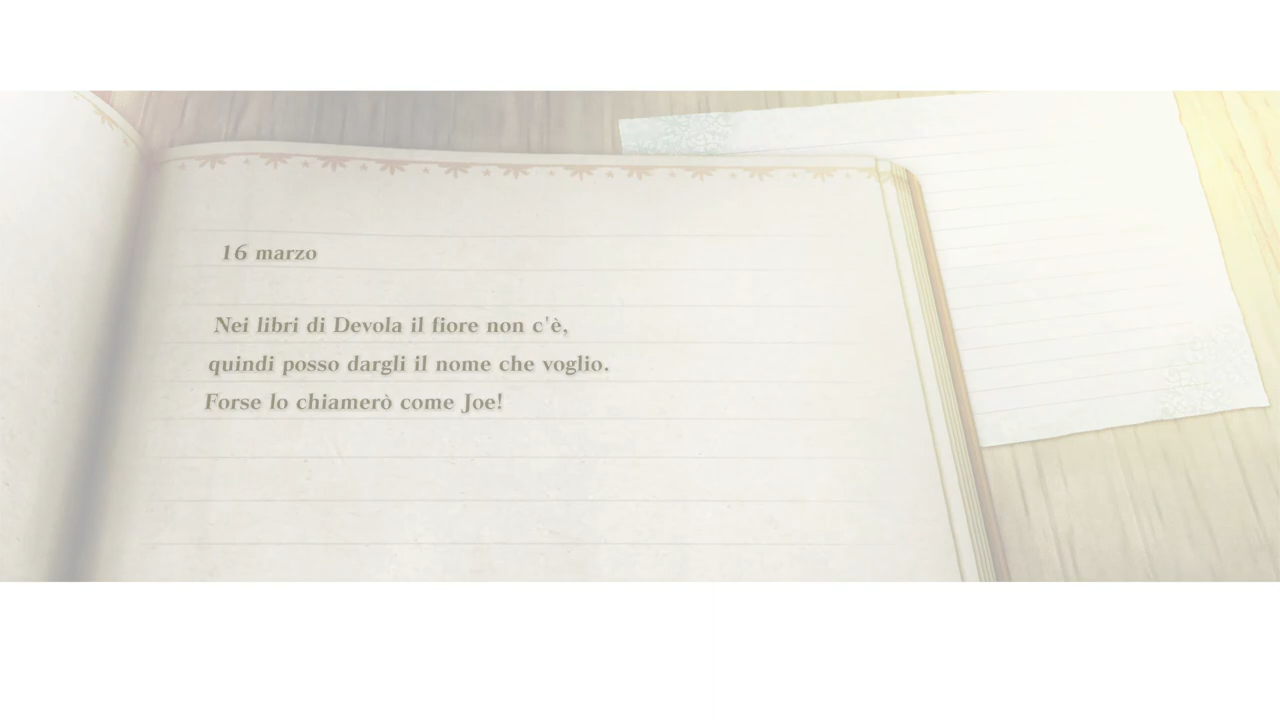 16 marzo
Nei libri di Devola il fiore non c'è,
quindi posso dargli il nome che voglio.
Forse lo chiamerò come Joe!